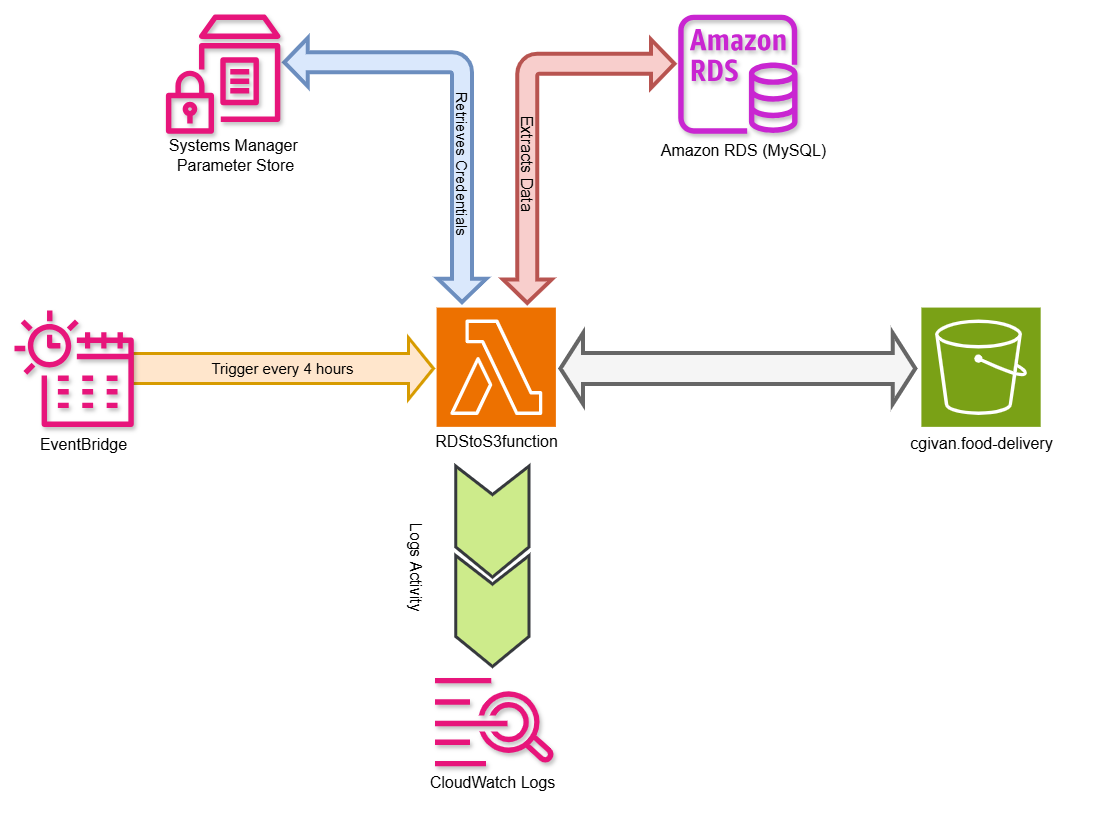 Amazon
RDS
Systems Manager
Parameter Store
Amazon RDS (MySQL)
Retrieves Credentials
Extracts Data
Trigger every 4 hours
EventBridge
RDStoS3function
cgivan.food-delivery
Logs Activity
CloudWatch Logs